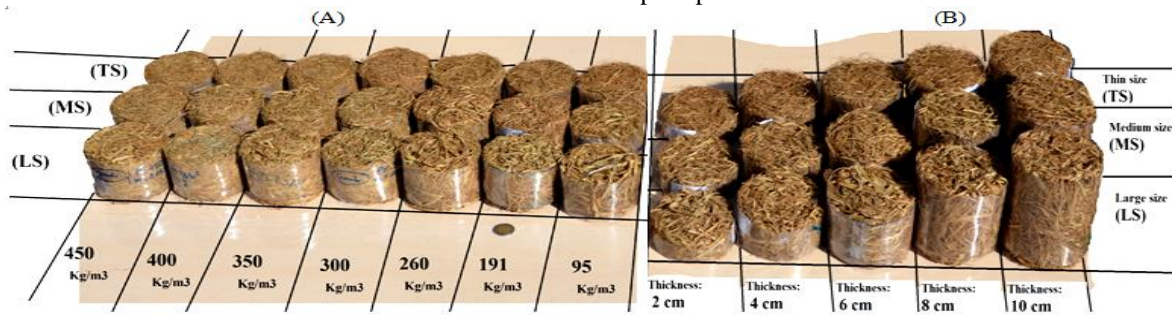 (A)
(TS)
(MS)
(LS)
450
Kg/m3
400
Kg/m3
350
Kg/m3
300
Kg/m3
260
Kg/m3
191
Kg/m3
95
Kg/m3
(B)
Thin size
(TS)
Medium size
(MS)
Large size
(LS)
Thickness:
2 cm
Thickness:
4 cm
Thickness:
6 cm
Thickness:
8 cm
Thickness:
10 cm